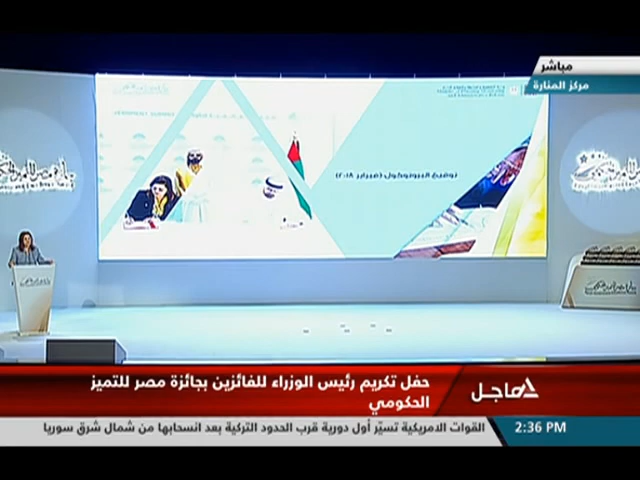 مباشر
مركز المنارة
توقيع البروتوكول (فبراير ٢٠١٨)
عاجل
حفل تكريم رئيس الوزراء للفائزين بجائزة مصر للتميز
الحكومي
القوات الامريكية تسيّر أول دورية قرب الحدود التركية بعد انسحابها من شمال شرق سوريا
2:36 PM